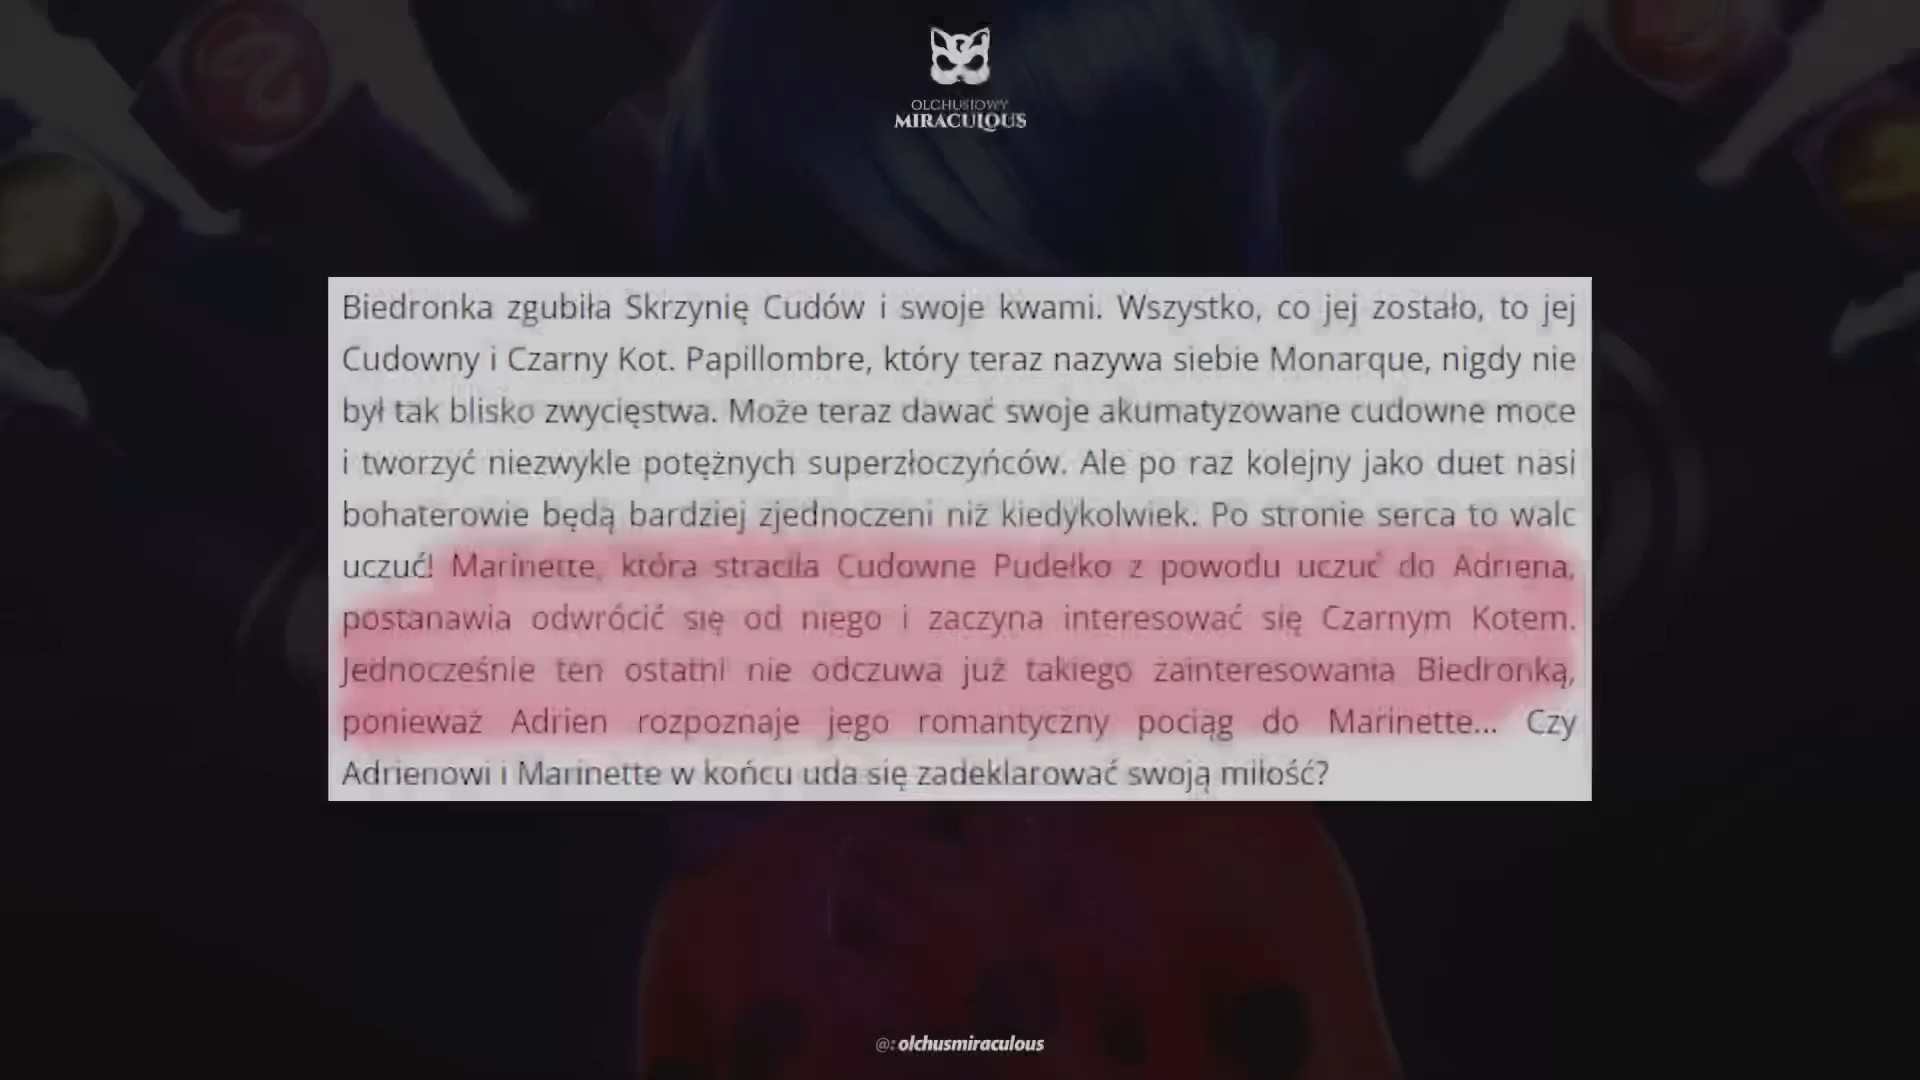 OLCHUSIOWY
MIRACULOUS
Biedronka zgubiła Skrzynię Cudów i swoje kwami. Wszystko, co jej zostało, to jej
Cudowny i Czarny Kot. Papillombre, który teraz nazywa siebie Monarque, nigdy nie
był tak blisko zwycięstwa. Może teraz dawać swoje akumatyzowane cudowne moce
i tworzyć niezwykle potężnych superzłoczyńców. Ale po raz kolejny jako duet nasi
bohaterowie będą bardziej zjednoczeni niż kiedykolwiek. Po stronie serca to walc
uczuć! Marinette, która straciła Cudowne Pudełko z powodu uczuć do Adriena,
postanawia odwrócić się od niego i zaczyna interesować się Czarnym Kotem.
Jednocześnie ten ostatni nie odczuwa już takiego zainteresowania Biedronką,
ponieważ Adrien rozpoznaje jego romantyczny pociąg do Marinette... Czy
Adrienowi i Marinette w końcu uda się zadeklarować swoją miłość?
@: olchusmiraculous